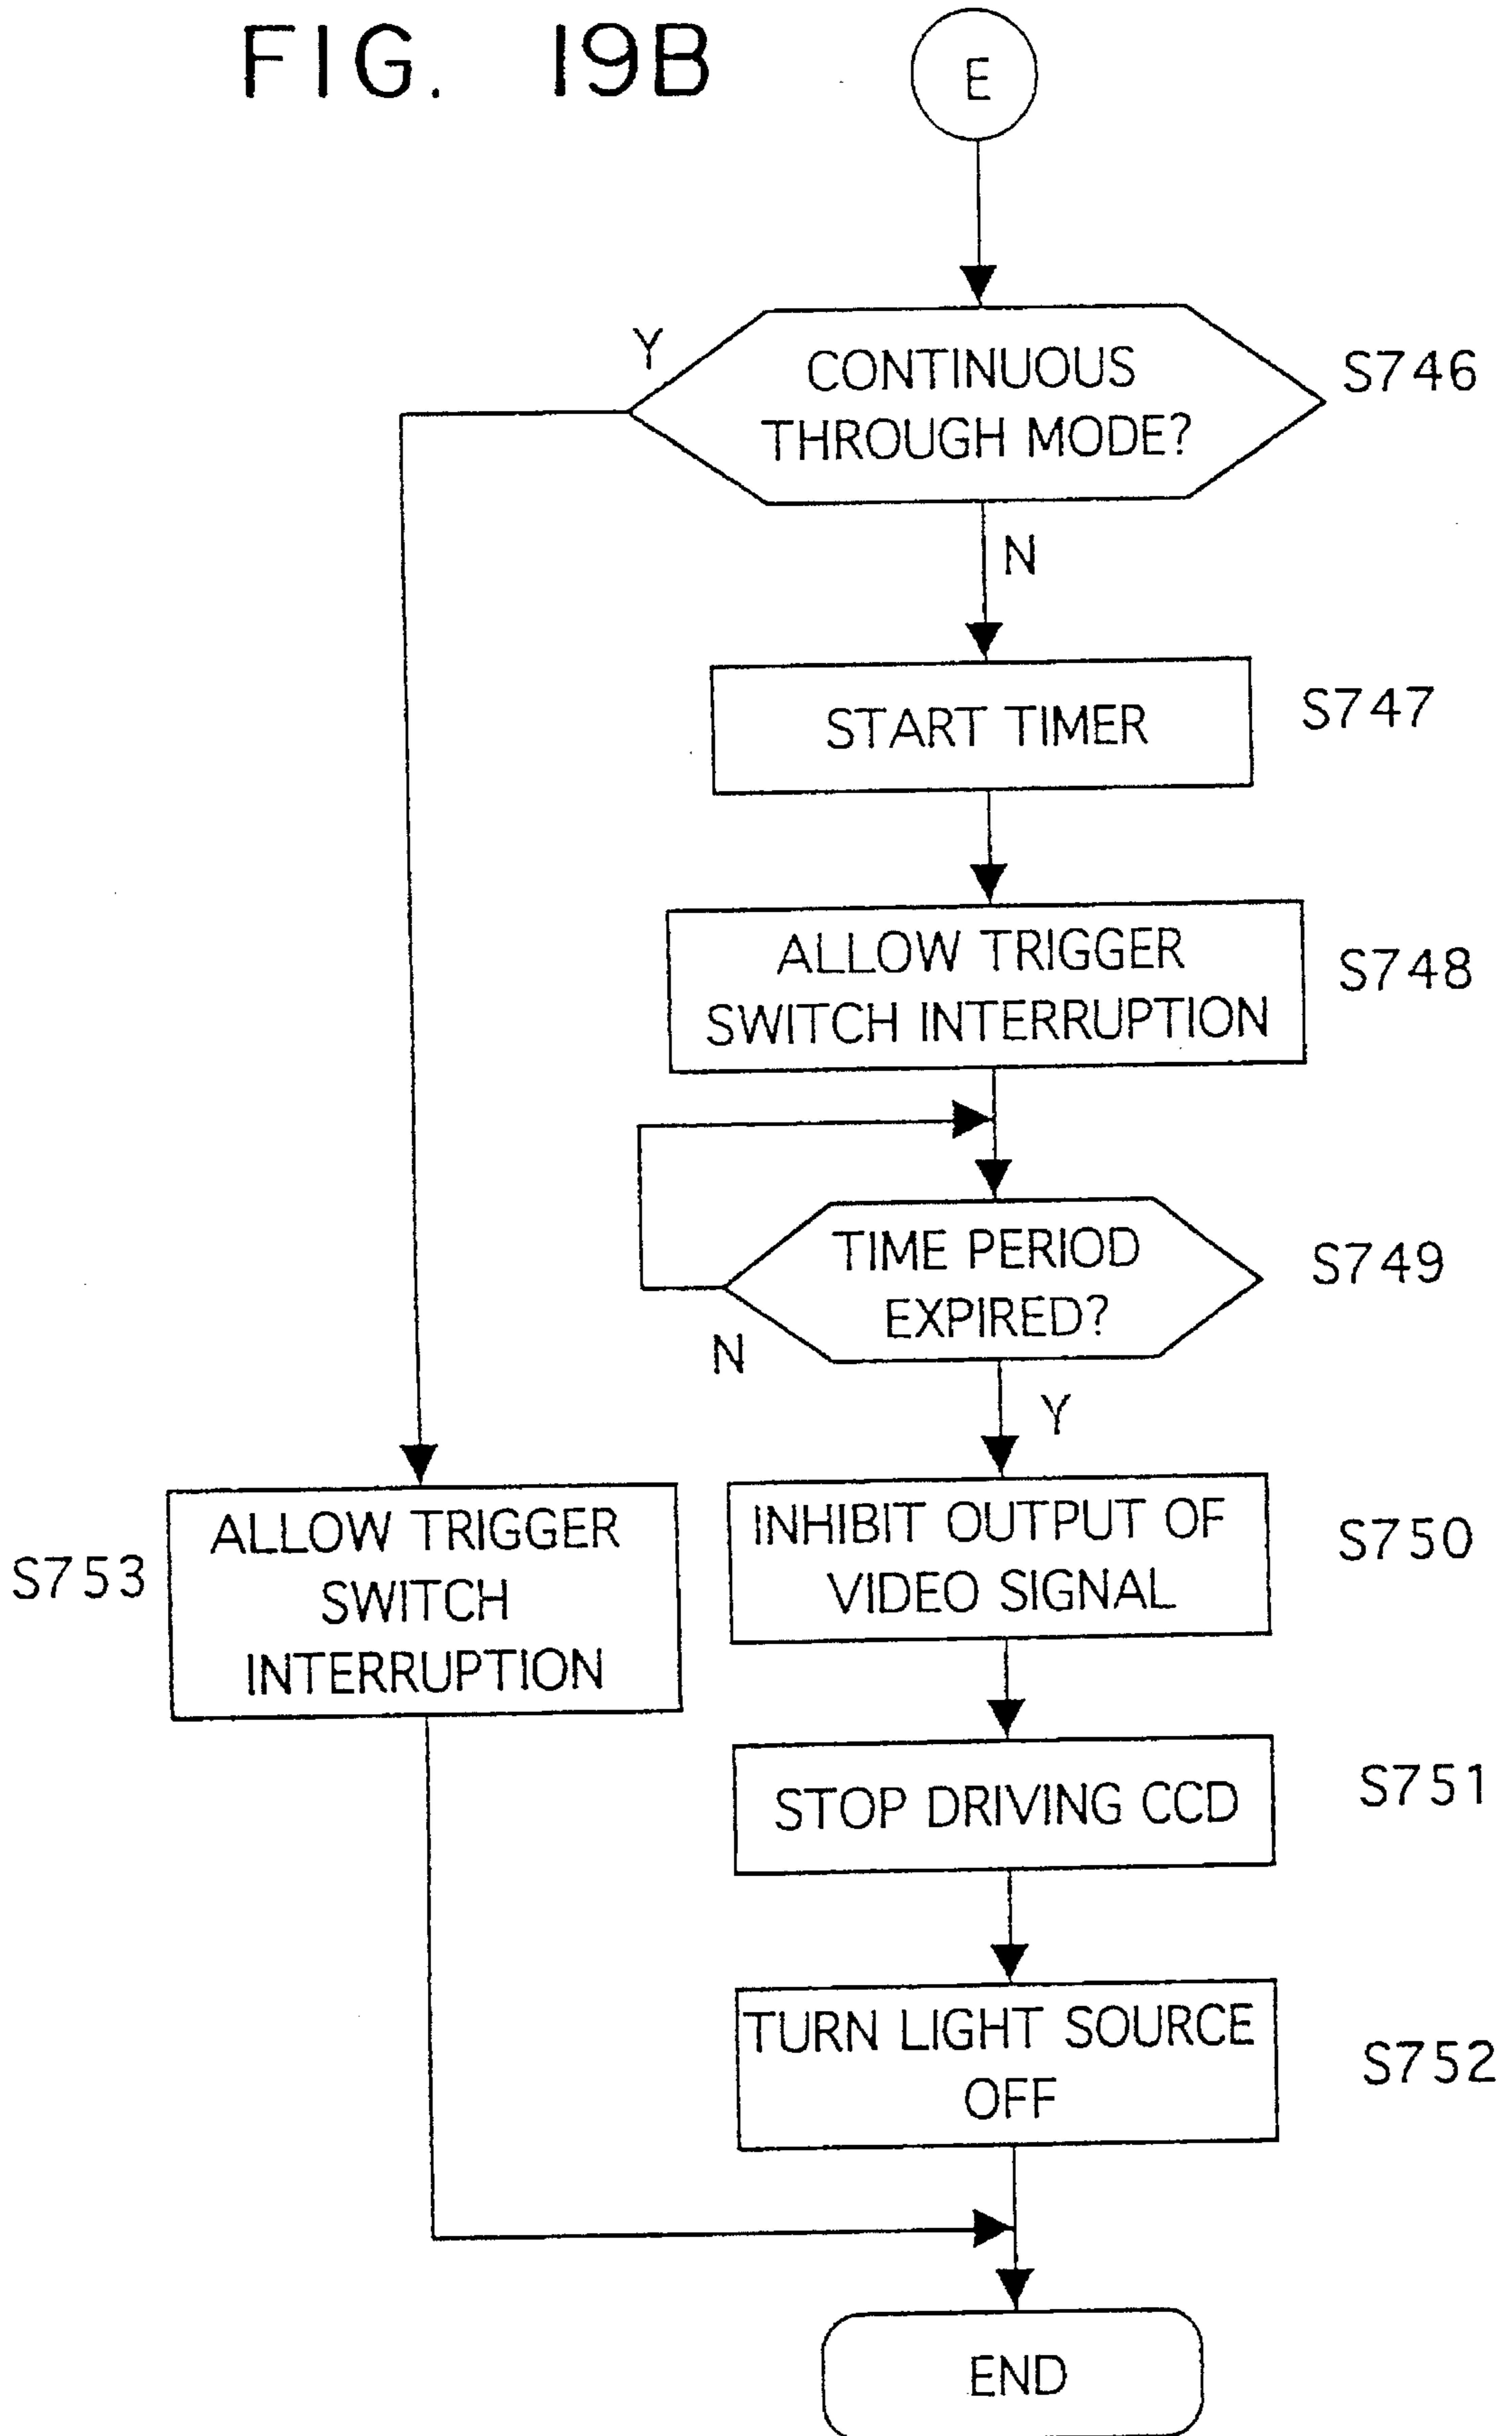 FIG. 19B
E
Y
CONTINUOUS
THROUGH MODE?
S746
N
START TIMER
S747
ALLOW TRIGGER
SWITCH INTERRUPTION
S748
TIME PERIOD
EXPIRED?
S749
N
Y
INHIBIT OUTPUT OF
VIDEO SIGNAL
S750
S753
ALLOW TRIGGER
SWITCH
INTERRUPTION
STOP DRIVING CCD
S751
TURN LIGHT SOURCE
OFF
S752
END